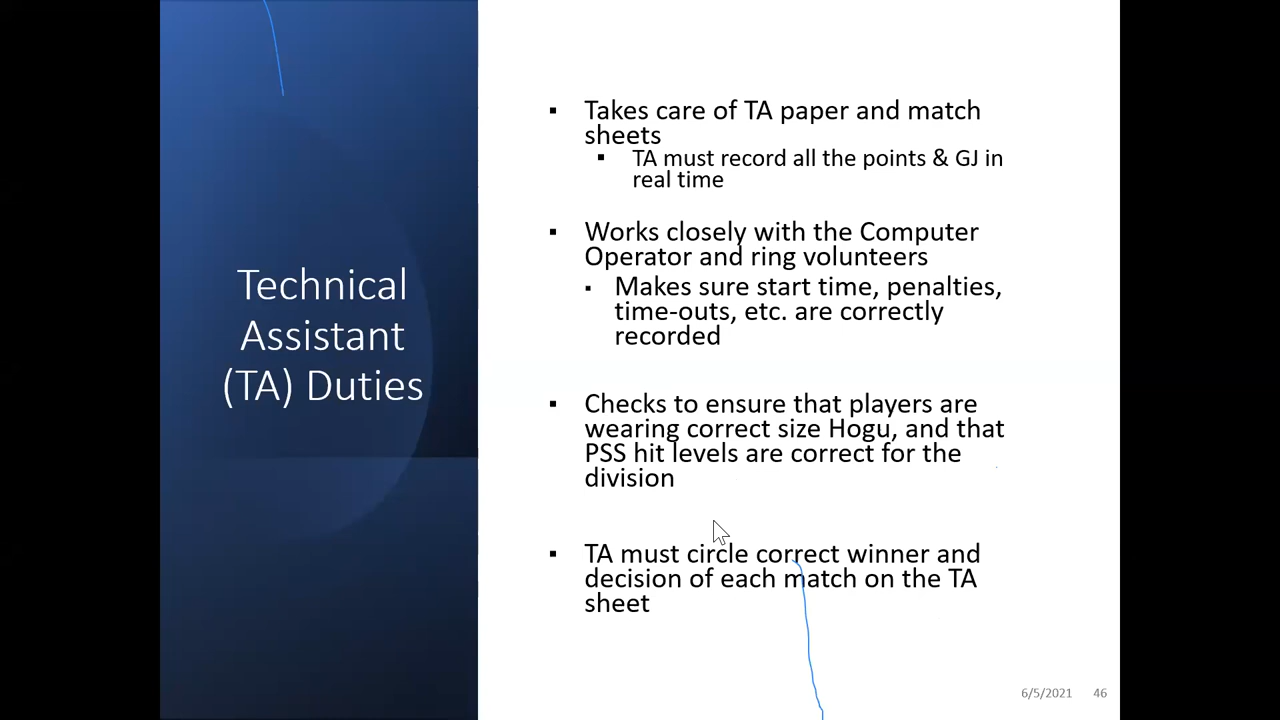 Technical
Assistant
(TA) Duties
▪ Takes care of TA paper and match
sheets
▪ TA must record all the points & GJ in
real time
▪ Works closely with the Computer
Operator and ring volunteers
▪ Makes sure start time, penalties,
time-outs, etc. are correctly
recorded
▪ Checks to ensure that players are
wearing correct size Hogu, and that
PSS hit levels are correct for the
division
▪ TA must circle correct winner and
decision of each match on the TA
sheet
6/5/2021 46